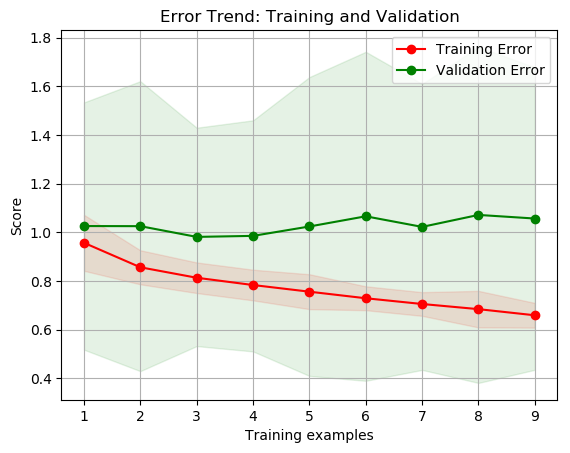 Error Trend: Training and Validation
Training Error
Validation Error
Score
1.8
1.6
1.4
1.2
1.0
0.8
0.6
0.4
1 2 3 4 5 6 7 8 9
Training examples